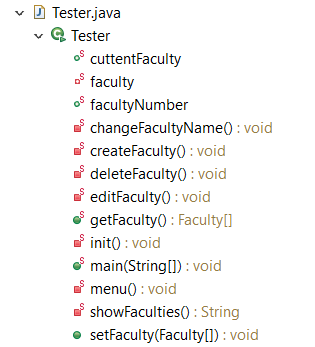 Tester.java
Tester
cuttentFaculty
faculty
facultyNumber
changeFacultyName() : void
createFaculty() : void
deleteFaculty() : void
editFaculty() : void
getFaculty() : Faculty[]
init() : void
main(String[]) : void
menu() : void
showFaculties() : String
setFaculty(Faculty[]) : void